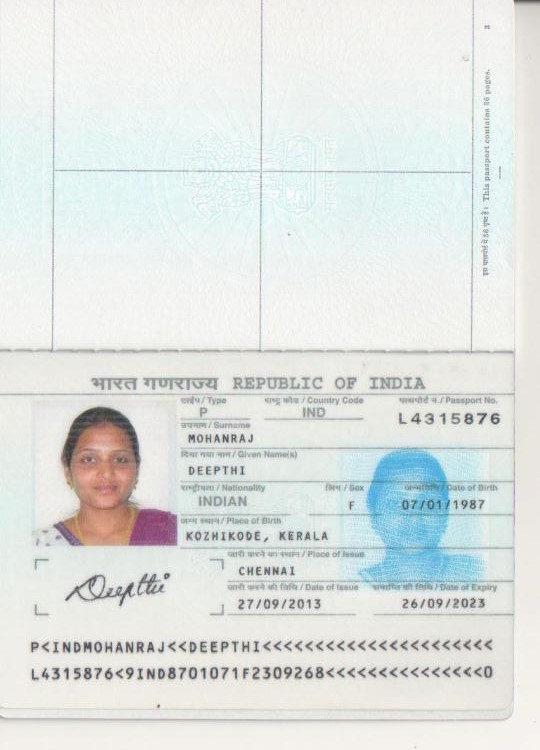 इस पासपोर्ट में 36 पृष्ठ हैं। This passport contains 36 pages.
भारत गणराज्य REPUBLIC OF INDIA
टाईप / Type राष्ट्र कोड / Country Code पासपोर्ट नं. / Passport No.
P IND L4315876
उपनाम / Surname
MOHANRAJ
दिया गया नाम / Given Name(s)
DEEPTHI
राष्ट्रीयता / Nationality लिंग / Sex जन्मतिथि / Date of Birth
INDIAN F 07/01/1987
जन्म स्थान / Place of Birth
KOZHIKODE, KERALA
जारी करने का स्थान / Place of Issue
CHENNAI
जारी करने की तिथि / Date of Issue समाप्ति की तिथि / Date of Expiry
27/09/2013 26/09/2023
Deepthi
P<INDMOHANRAJ<<DEEPTHI<<<<<<<<<<<<<<<<<<<<<<
L4315876<9IND8701071F2309268<<<<<<<<<<<<<<<0